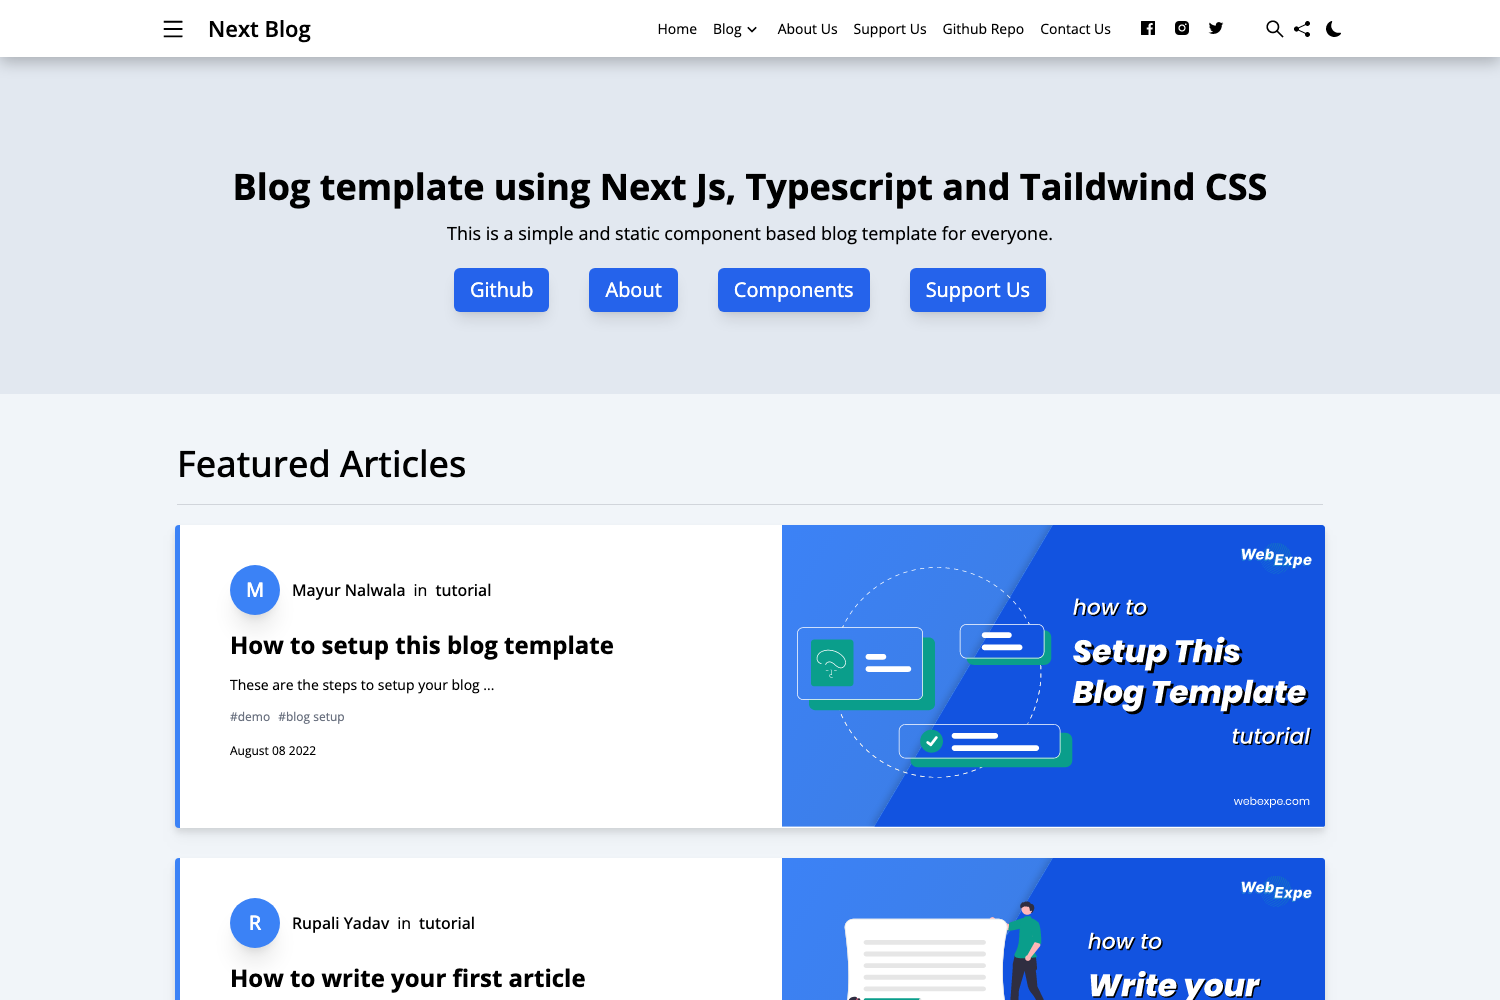 Next Blog
Home Blog About Us Support Us Github Repo Contact Us
Blog template using Next Js, Typescript and Taildwind CSS
This is a simple and static component based blog template for everyone.
Github About Components Support Us
Featured Articles
M
Mayur Nalwala in tutorial
How to setup this blog template
These are the steps to setup your blog ...
#demo #blog setup
August 08 2022
WebExpe
how to
Setup This
Blog Template
tutorial
webexpe.com
R
Rupali Yadav in tutorial
How to write your first article
WebExpe
how to
Write your